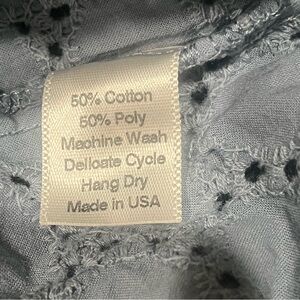 50% Cotton
50% Poly
Machine Wash
Delicate Cycle
Hang Dry
Made in USA